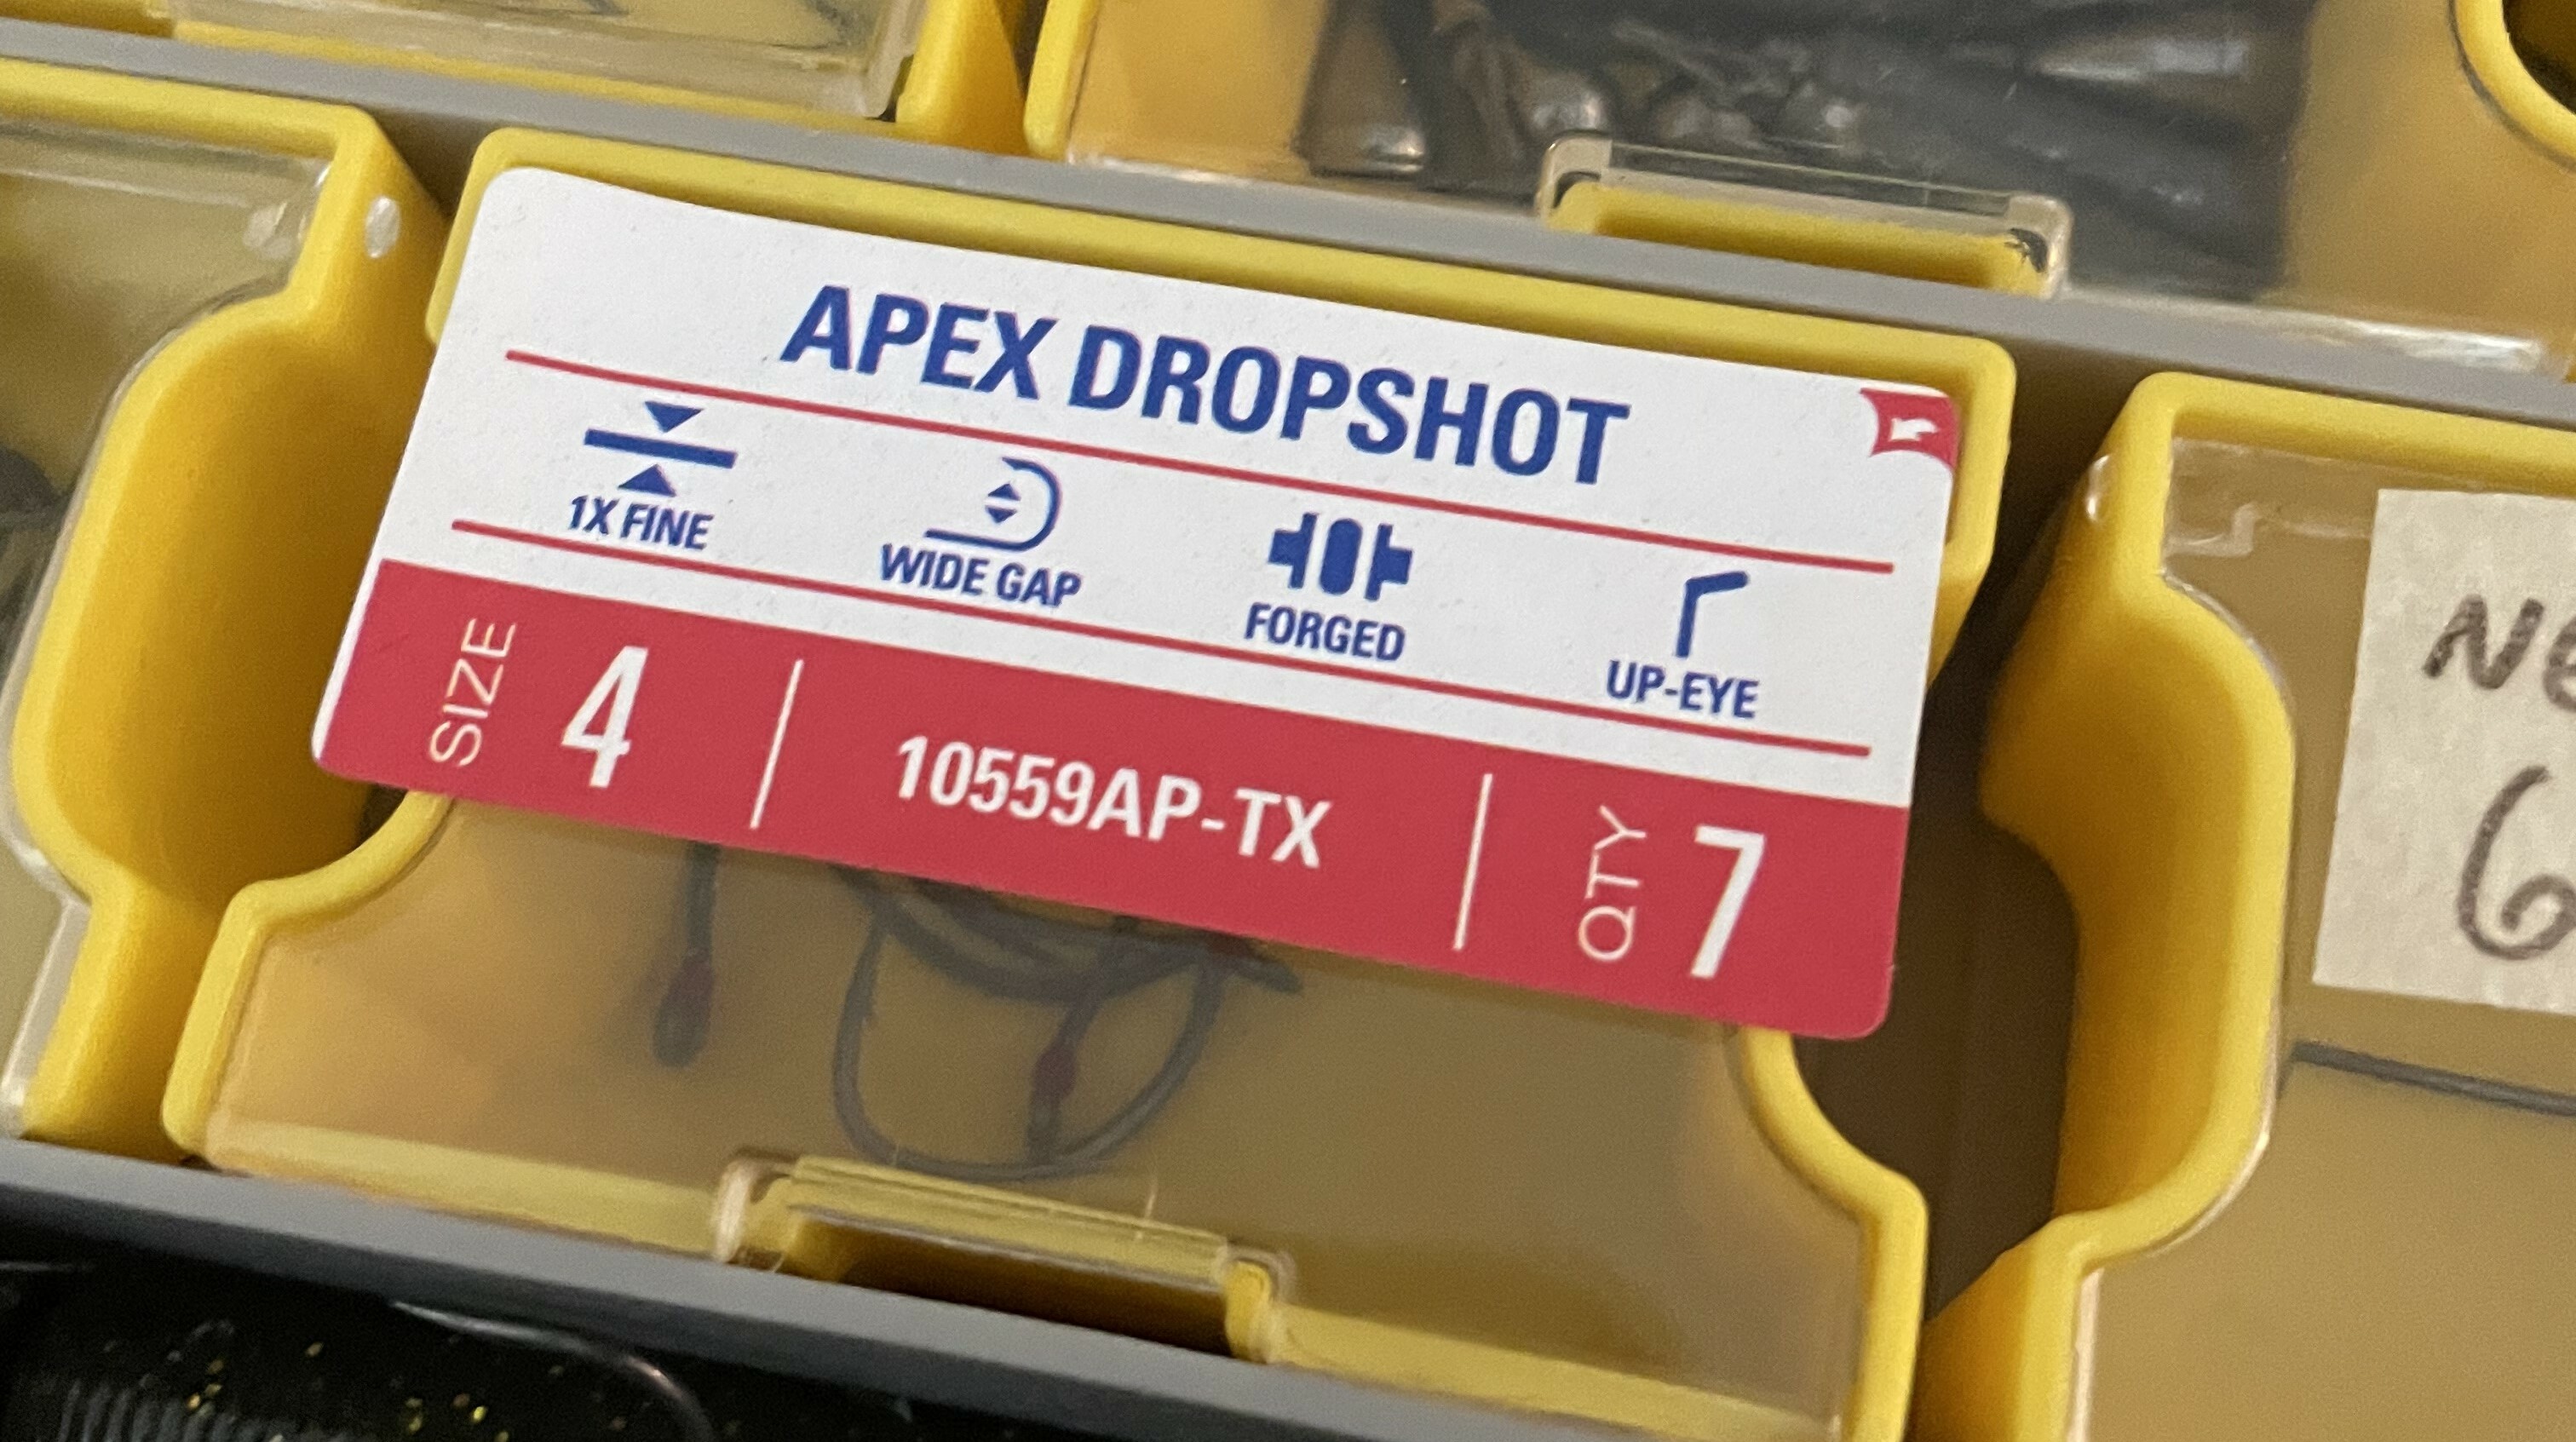 APEX DROPSHOT
1X FINE
WIDE GAP
FORGED
UP-EYE
SIZE 4
10559AP-TX
QTY 7